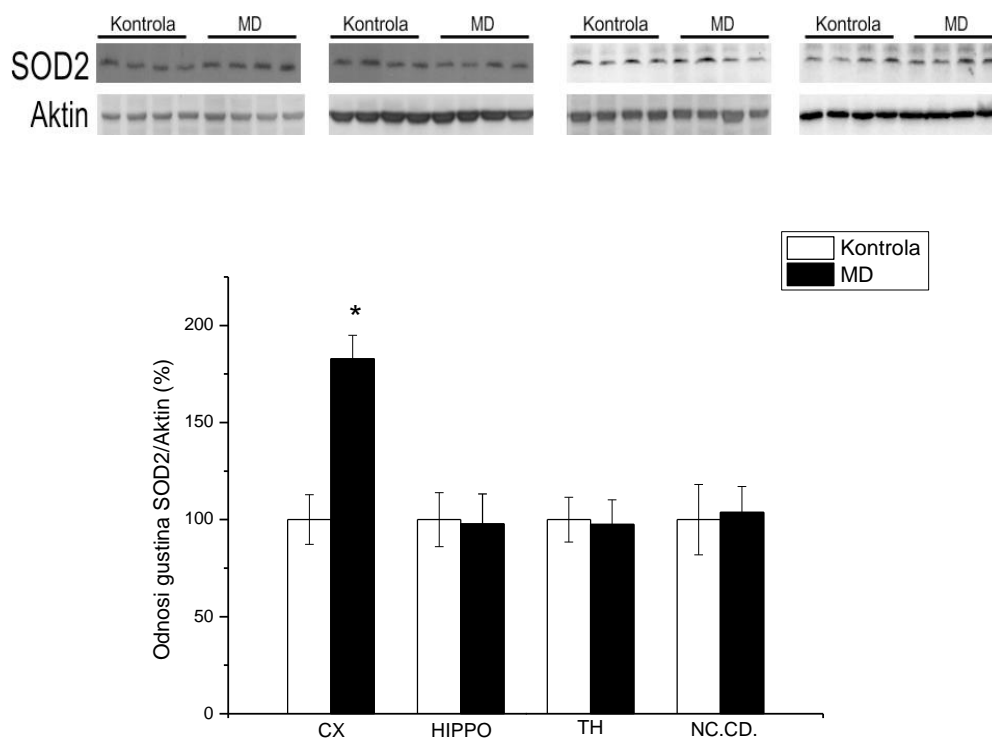 Kontrola MD Kontrola MD Kontrola MD Kontrola MD
SOD2
Aktin
Kontrola
MD
*
Odnosi gustina SOD2/Aktin (%)
200
150
100
50
0
CX HIPPO TH NC.CD.